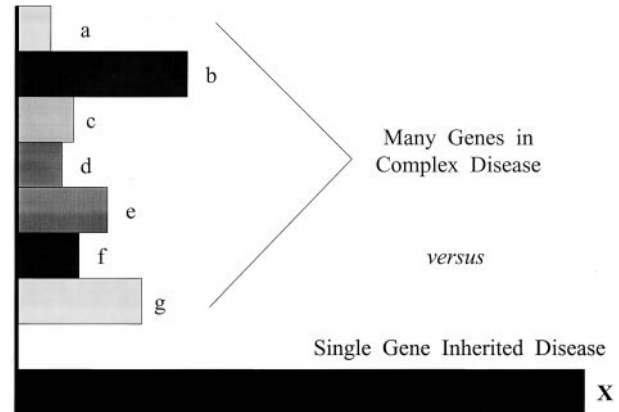 a
b
c
d
e
f
g
Many Genes in
Complex Disease
versus
Single Gene Inherited Disease
X